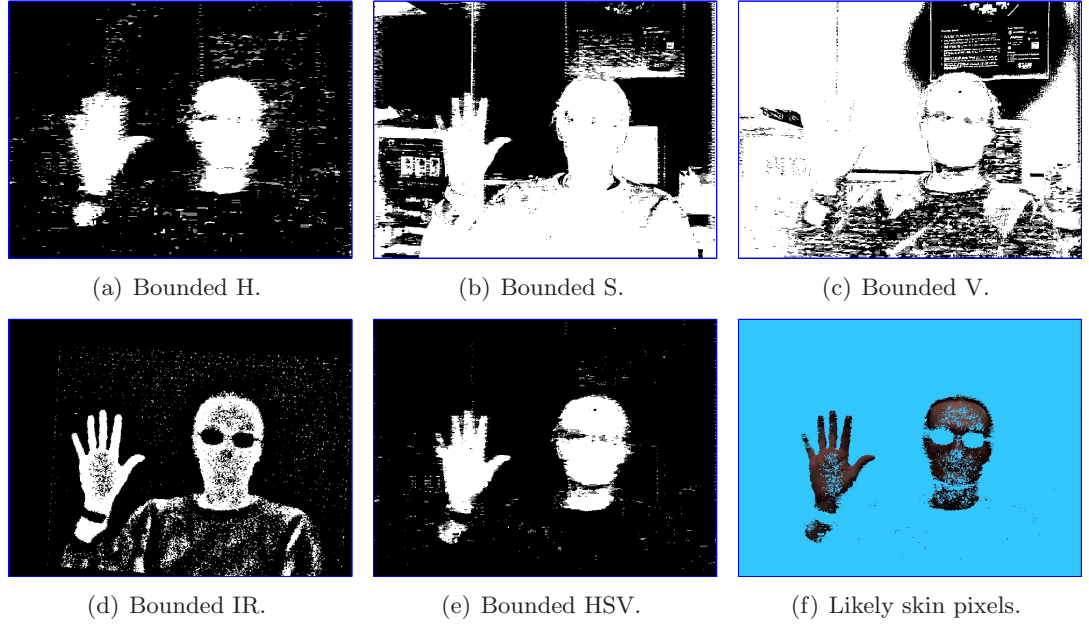 (a) Bounded H.
(b) Bounded S.
(c) Bounded V.
(d) Bounded IR.
(e) Bounded HSV.
(f) Likely skin pixels.